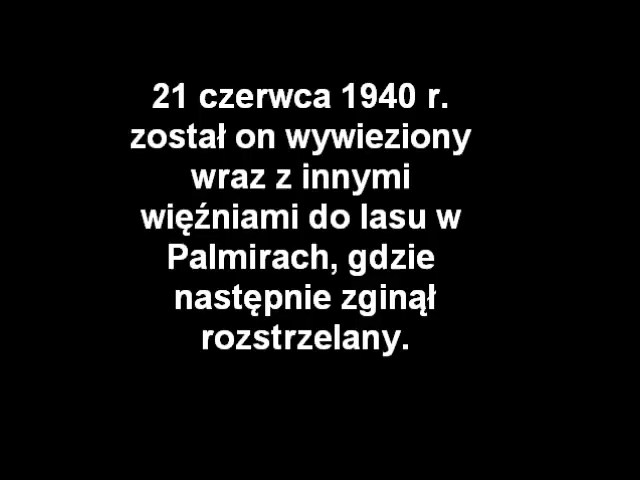 21 czerwca 1940 r.
został on wywieziony
wraz z innymi
więźniami do lasu w
Palmirach, gdzie
następnie zginął
rozstrzelany.